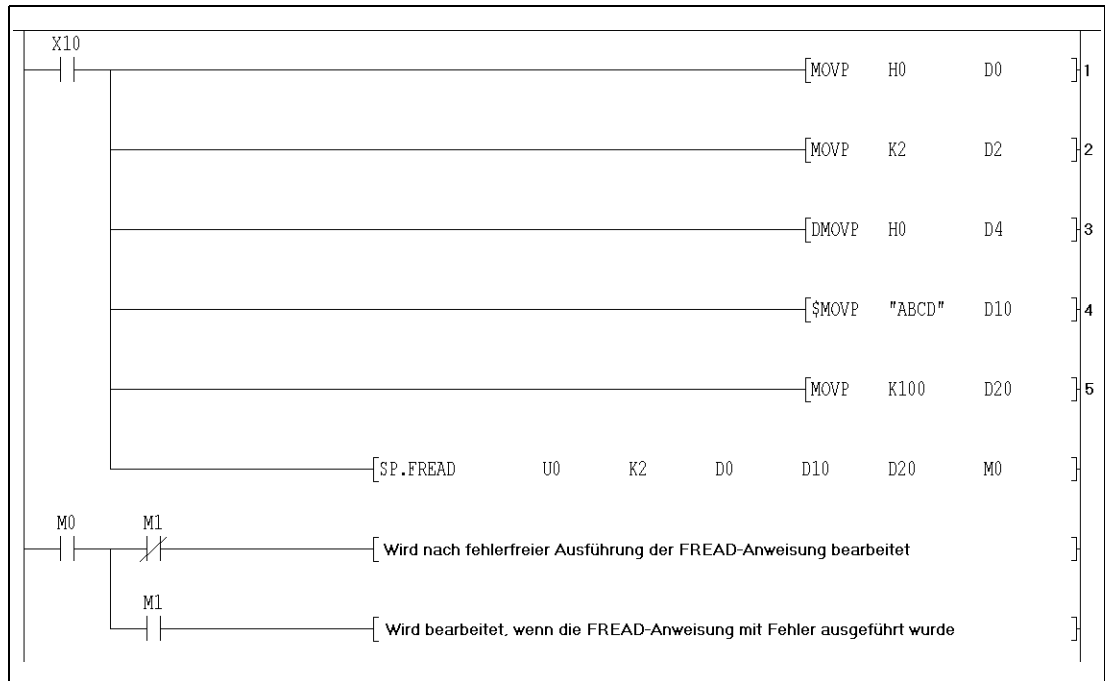 X10
[MOVP H0 D0 ] 1
[MOVP K2 D2 ] 2
[DMOVP H0 D4 ] 3
[$MOVP "ABCD" D10 ] 4
[MOVP K100 D20 ] 5
[SP.FREAD U0 K2 D0 D10 D20 M0 ]
M0 M1
[ Wird nach fehlerfreier Ausführung der FREAD-Anweisung bearbeitet ]
M1
[ Wird bearbeitet, wenn die FREAD-Anweisung mit Fehler ausgeführt wurde ]